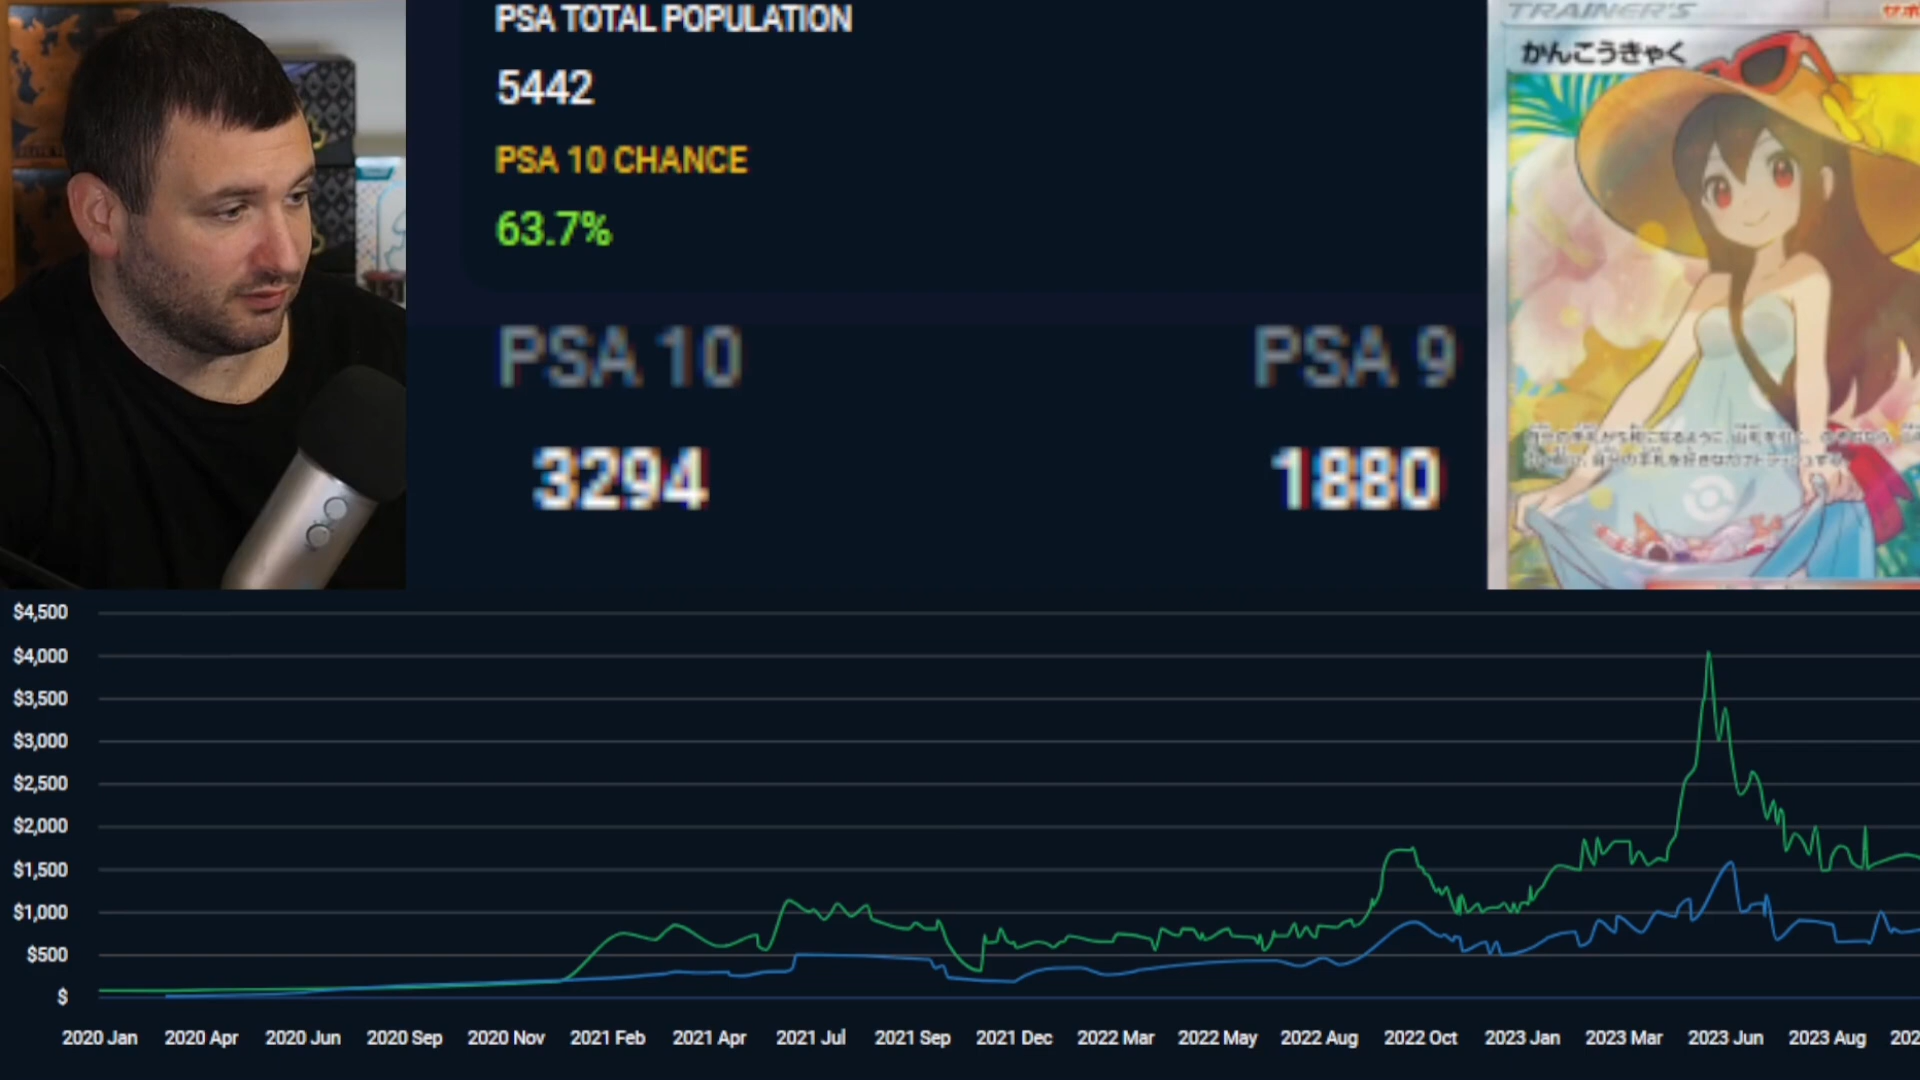 PSA TOTAL POPULATION
5442
PSA 10 CHANCE
63.7%
PSA 10
PSA 9
3294
1880
TRAINER'S
サポ
かんこうきゃく
$4,500
$4,000
$3,500
$3,000
$2,500
$2,000
$1,500
$1,000
$500
$
2020 Jan 2020 Apr 2020 Jun 2020 Sep 2020 Nov 2021 Feb 2021 Apr 2021 Jul 2021 Sep 2021 Dec 2022 Mar 2022 May 2022 Aug 2022 Oct 2023 Jan 2023 Mar 2023 Jun 2023 Aug 202